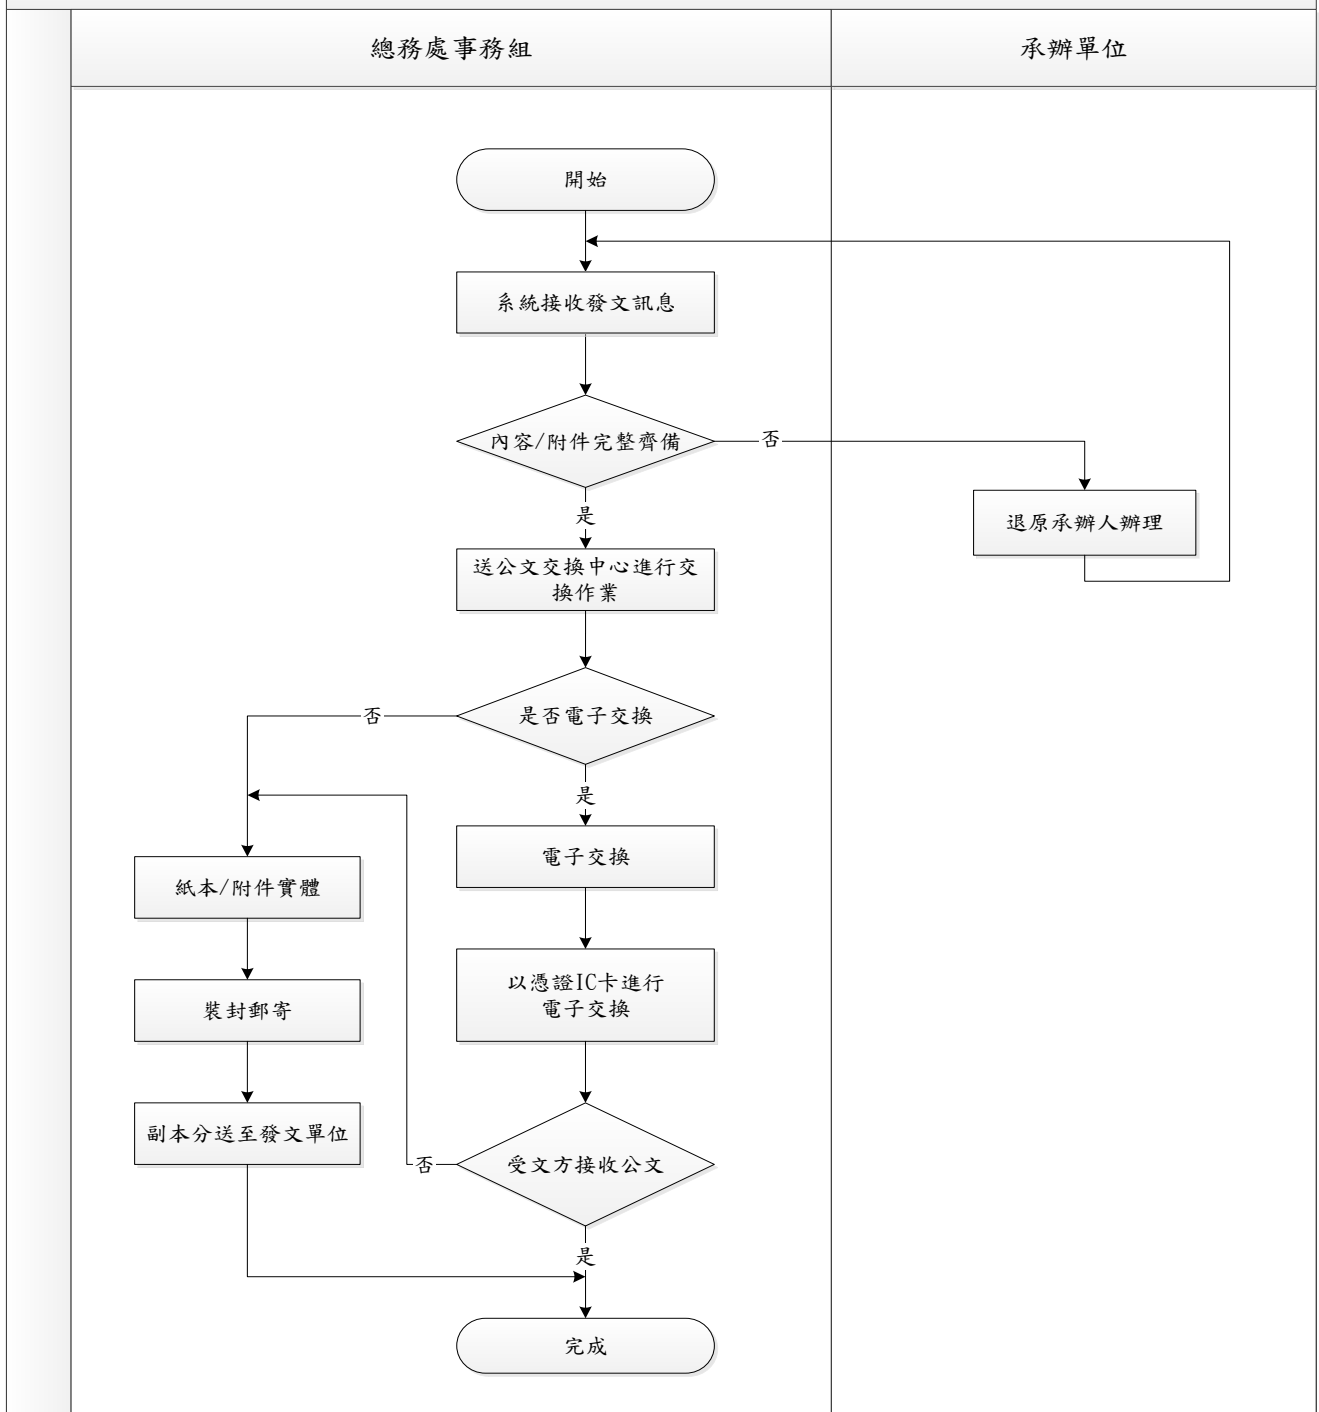 總務處事務組
承辦單位
開始
系統接收發文訊息
內容/附件完整齊備
否
退原承辦人辦理
是
送公文交換中心進行交
換作業
是否電子交換
否
是
電子交換
紙本/附件實體
以憑證IC卡進行
電子交換
裝封郵寄
副本分送至發文單位
受文方接收公文
否
是
完成